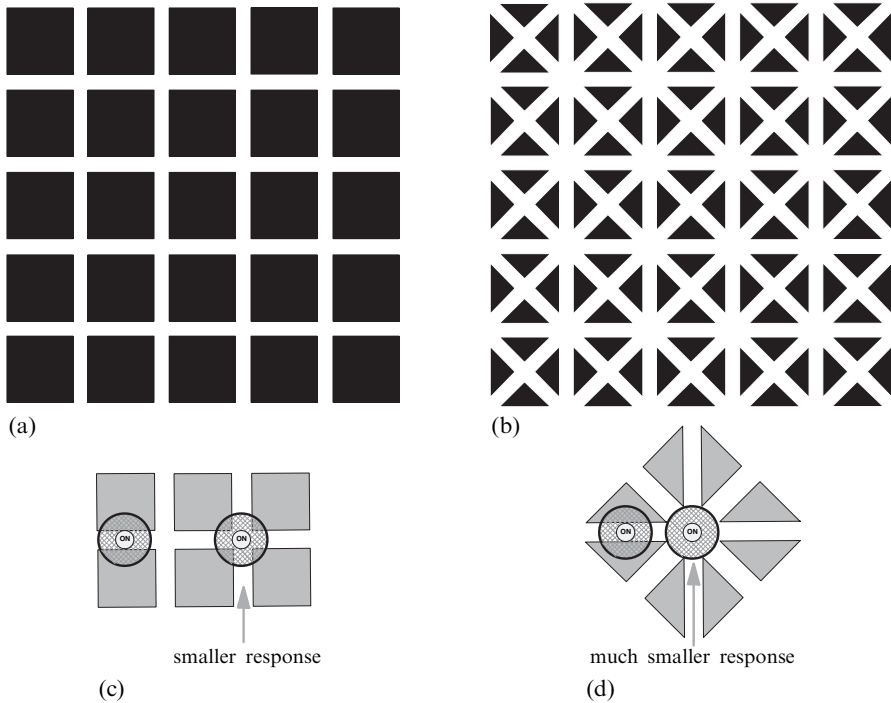 (a)
(b)
ON
ON
ON
ON
smaller response
much smaller response
(c)
(d)